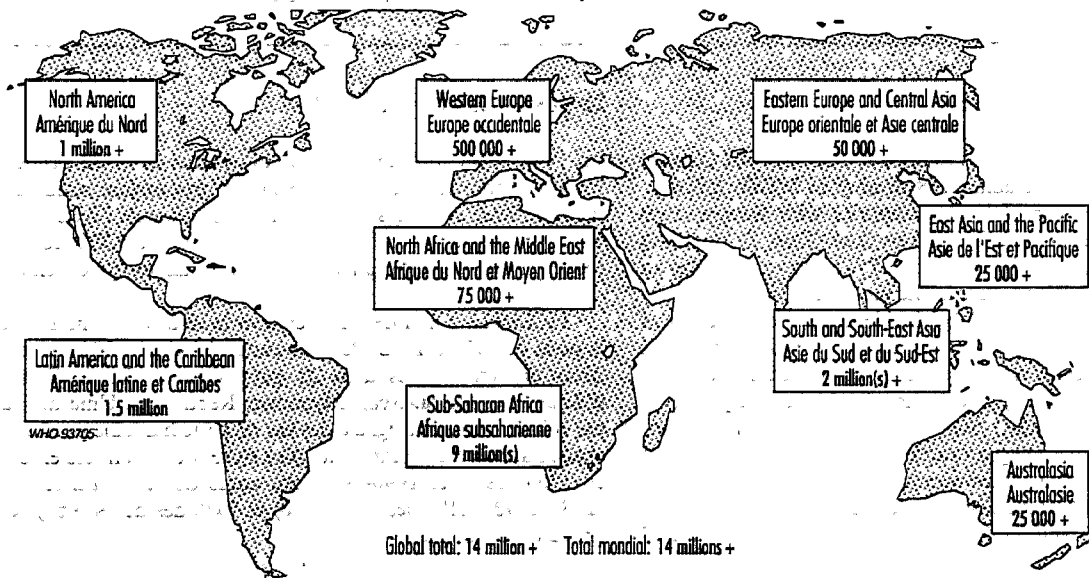 North America
Amérique du Nord
1 million +
Western Europe
Europe occidentale
500 000 +
Eastern Europe and Central Asia
Europe orientale et Asie centrale
50 000 +
North Africa and the Middle East
Afrique du Nord et Moyen Orient
75 000 +
East Asia and the Pacific
Asie de l'Est et Pacifique
25 000 +
South and South-East Asia
Asie du Sud et du Sud-Est
2 million(s) +
Latin America and the Caribbean
Amérique latine et Caraïbes
1.5 million
WHO 93705
Sub-Saharan Africa
Afrique subsaharienne
9 million(s)
Australasia
Australasie
25 000 +
Global total: 14 million + Total mondial: 14 millions +